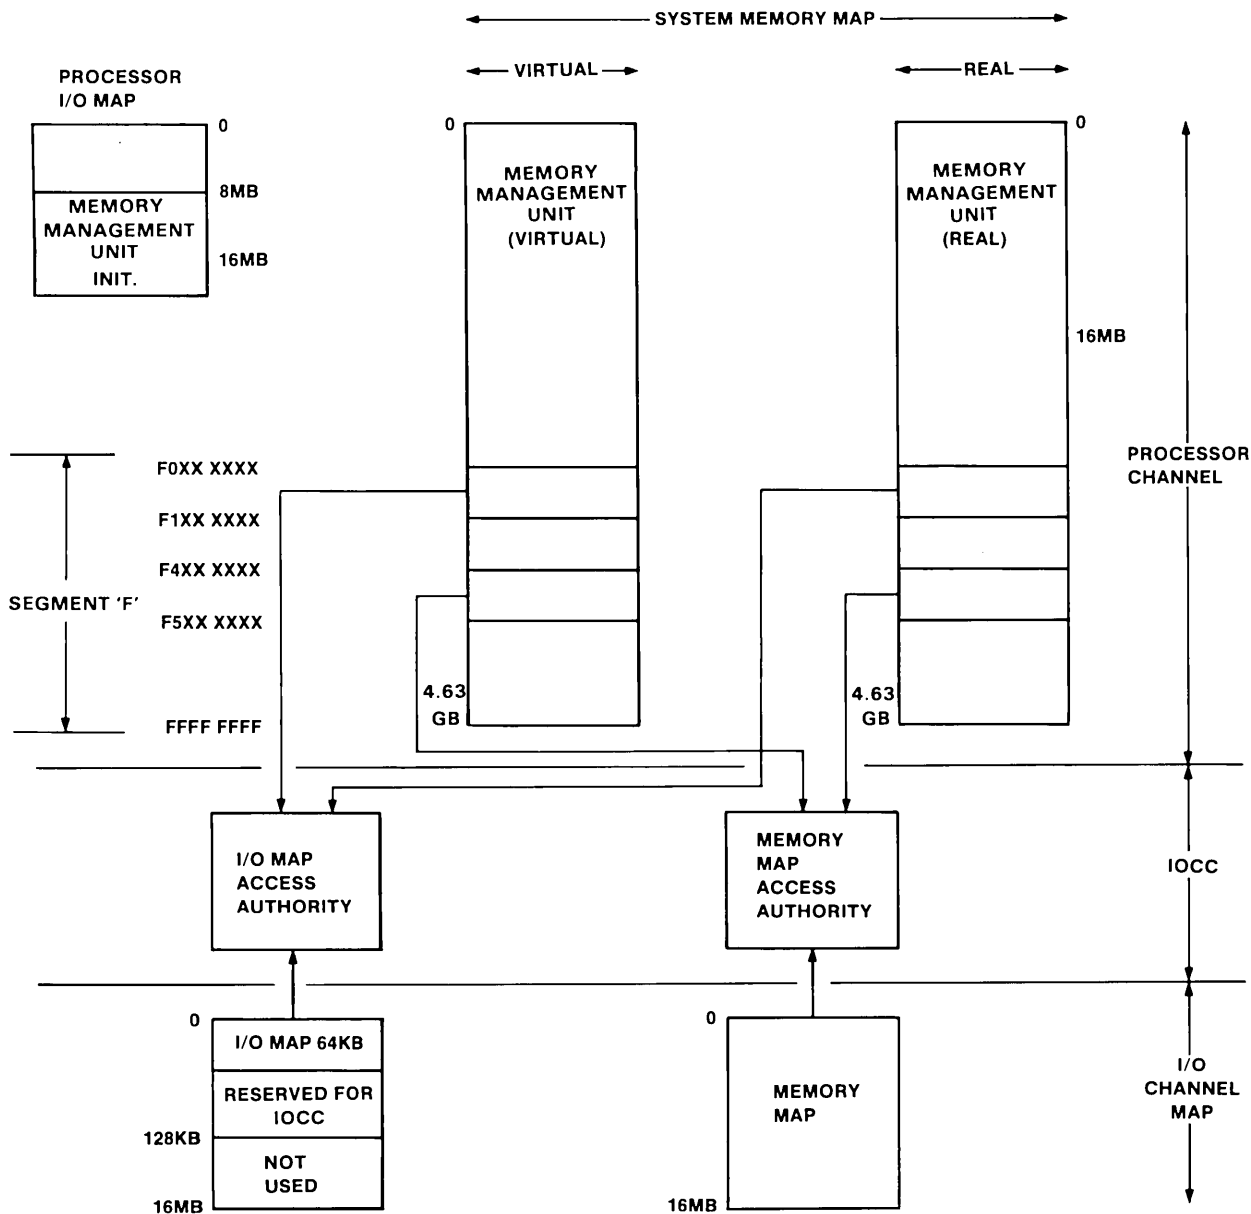 SYSTEM MEMORY MAP
VIRTUAL
REAL
PROCESSOR
I/O MAP
0
8MB
MEMORY
MANAGEMENT
UNIT
INIT.
16MB
0
MEMORY
MANAGEMENT
UNIT
(VIRTUAL)
0
MEMORY
MANAGEMENT
UNIT
(REAL)
16MB
PROCESSOR
CHANNEL
F0XX XXXX
F1XX XXXX
F4XX XXXX
SEGMENT 'F'
F5XX XXXX
FFFF FFFF
4.63
GB
4.63
GB
I/O MAP
ACCESS
AUTHORITY
MEMORY
MAP
ACCESS
AUTHORITY
IOCC
0
I/O MAP 64KB
RESERVED FOR
IOCC
128KB
NOT
USED
16MB
0
MEMORY
MAP
16MB
I/O
CHANNEL
MAP